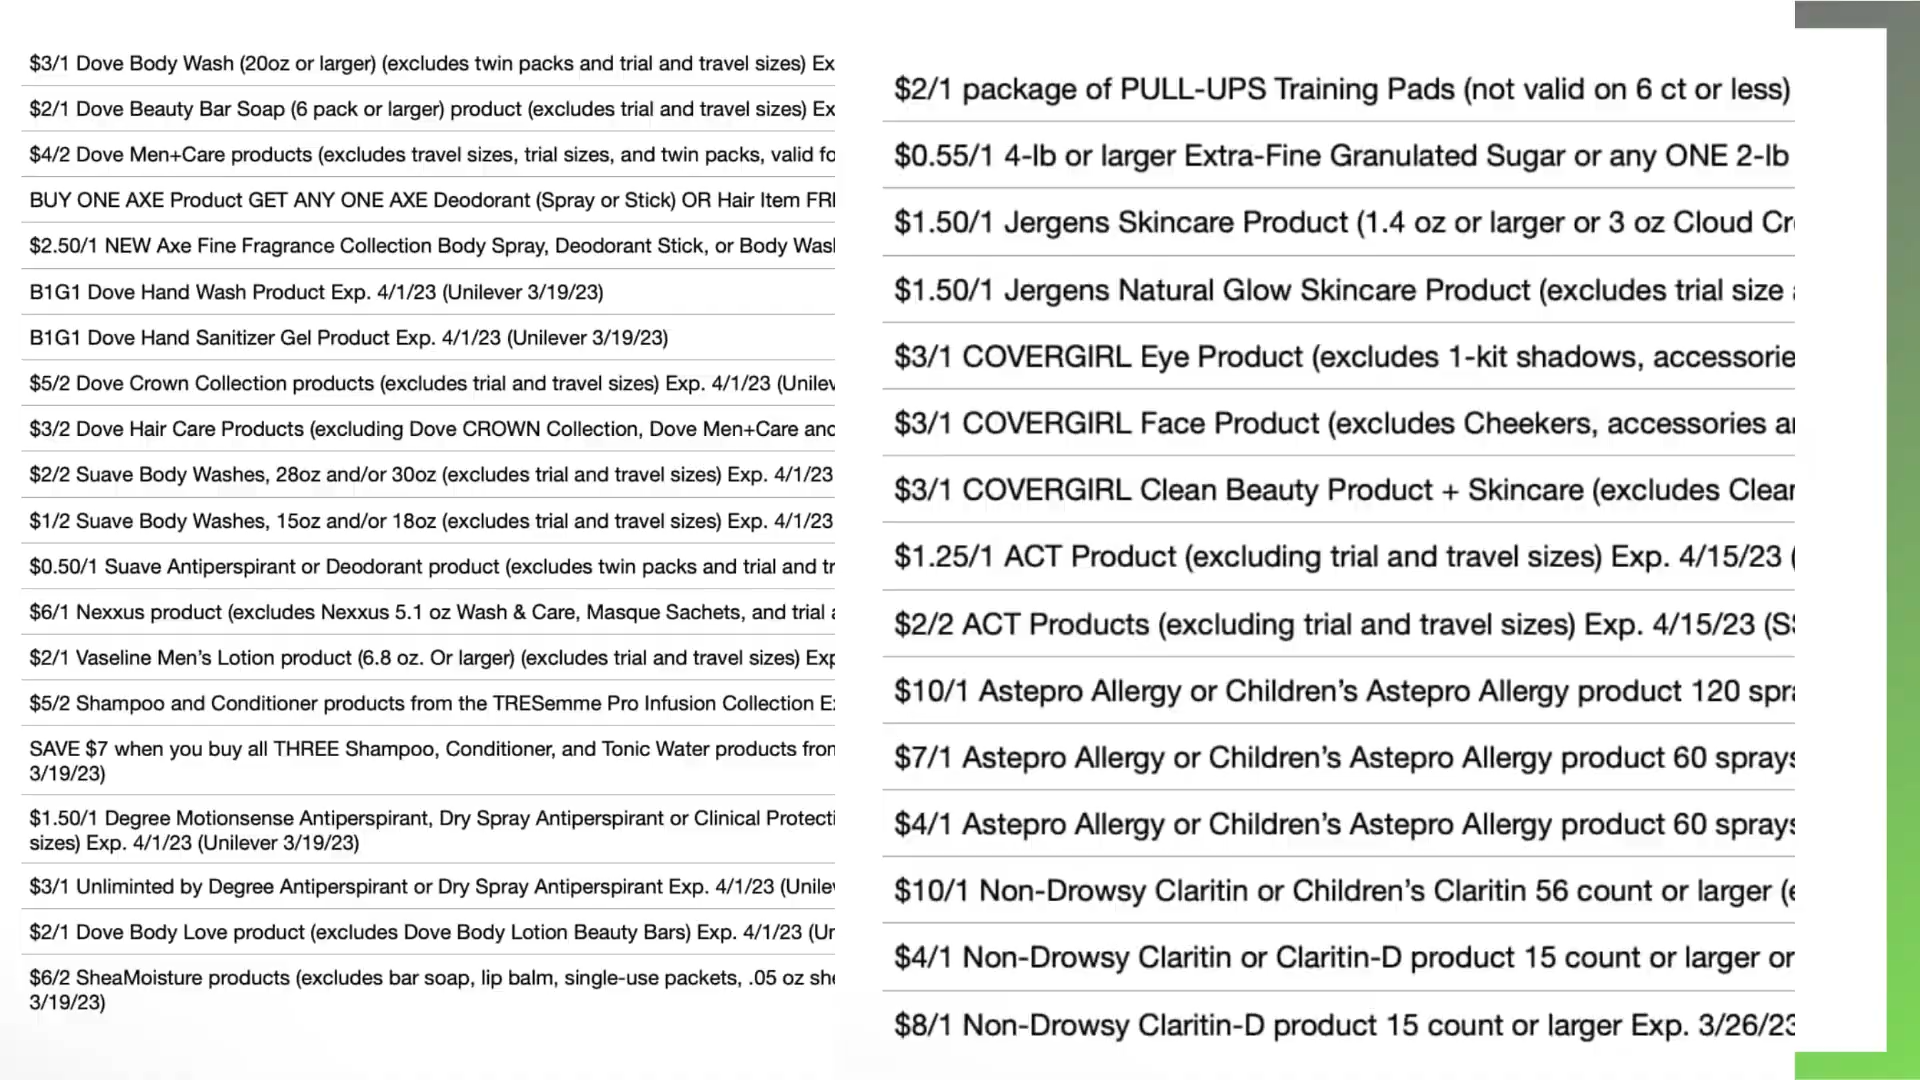 $3/1 Dove Body Wash (20oz or larger) (excludes twin packs and trial and travel sizes) Ex
$2/1 Dove Beauty Bar Soap (6 pack or larger) product (excludes trial and travel sizes) Ex
$4/2 Dove Men+Care products (excludes travel sizes, trial sizes, and twin packs, valid fo
BUY ONE AXE Product GET ANY ONE AXE Deodorant (Spray or Stick) OR Hair Item FRE
$2.50/1 NEW Axe Fine Fragrance Collection Body Spray, Deodorant Stick, or Body Wash
B1G1 Dove Hand Wash Product Exp. 4/1/23 (Unilever 3/19/23)
B1G1 Dove Hand Sanitizer Gel Product Exp. 4/1/23 (Unilever 3/19/23)
$5/2 Dove Crown Collection products (excludes trial and travel sizes) Exp. 4/1/23 (Unilev
$3/2 Dove Hair Care Products (excluding Dove CROWN Collection, Dove Men+Care and
$2/2 Suave Body Washes, 28oz and/or 30oz (excludes trial and travel sizes) Exp. 4/1/23
$1/2 Suave Body Washes, 15oz and/or 18oz (excludes trial and travel sizes) Exp. 4/1/23
$0.50/1 Suave Antiperspirant or Deodorant product (excludes twin packs and trial and tr
$6/1 Nexxus product (excludes Nexxus 5.1 oz Wash & Care, Masque Sachets, and trial a
$2/1 Vaseline Men's Lotion product (6.8 oz. Or larger) (excludes trial and travel sizes) Exp
$5/2 Shampoo and Conditioner products from the TRESemme Pro Infusion Collection E
SAVE $7 when you buy all THREE Shampoo, Conditioner, and Tonic Water products from
3/19/23)
$1.50/1 Degree Motionsense Antiperspirant, Dry Spray Antiperspirant or Clinical Protecti
sizes) Exp. 4/1/23 (Unilever 3/19/23)
$3/1 Unliminted by Degree Antiperspirant or Dry Spray Antiperspirant Exp. 4/1/23 (Unilev
$2/1 Dove Body Love product (excludes Dove Body Lotion Beauty Bars) Exp. 4/1/23 (Un
$6/2 SheaMoisture products (excludes bar soap, lip balm, single-use packets, .05 oz she
3/19/23)
$2/1 package of PULL-UPS Training Pads (not valid on 6 ct or less)
$0.55/1 4-lb or larger Extra-Fine Granulated Sugar or any ONE 2-lb
$1.50/1 Jergens Skincare Product (1.4 oz or larger or 3 oz Cloud Cr
$1.50/1 Jergens Natural Glow Skincare Product (excludes trial size
$3/1 COVERGIRL Eye Product (excludes 1-kit shadows, accessorie
$3/1 COVERGIRL Face Product (excludes Cheekers, accessories a
$3/1 COVERGIRL Clean Beauty Product + Skincare (excludes Clean
$1.25/1 ACT Product (excluding trial and travel sizes) Exp. 4/15/23 (
$2/2 ACT Products (excluding trial and travel sizes) Exp. 4/15/23 (S
$10/1 Astepro Allergy or Children's Astepro Allergy product 120 spra
$7/1 Astepro Allergy or Children's Astepro Allergy product 60 sprays
$4/1 Astepro Allergy or Children's Astepro Allergy product 60 sprays
$10/1 Non-Drowsy Claritin or Children's Claritin 56 count or larger (e
$4/1 Non-Drowsy Claritin or Claritin-D product 15 count or larger or
$8/1 Non-Drowsy Claritin-D product 15 count or larger Exp. 3/26/23